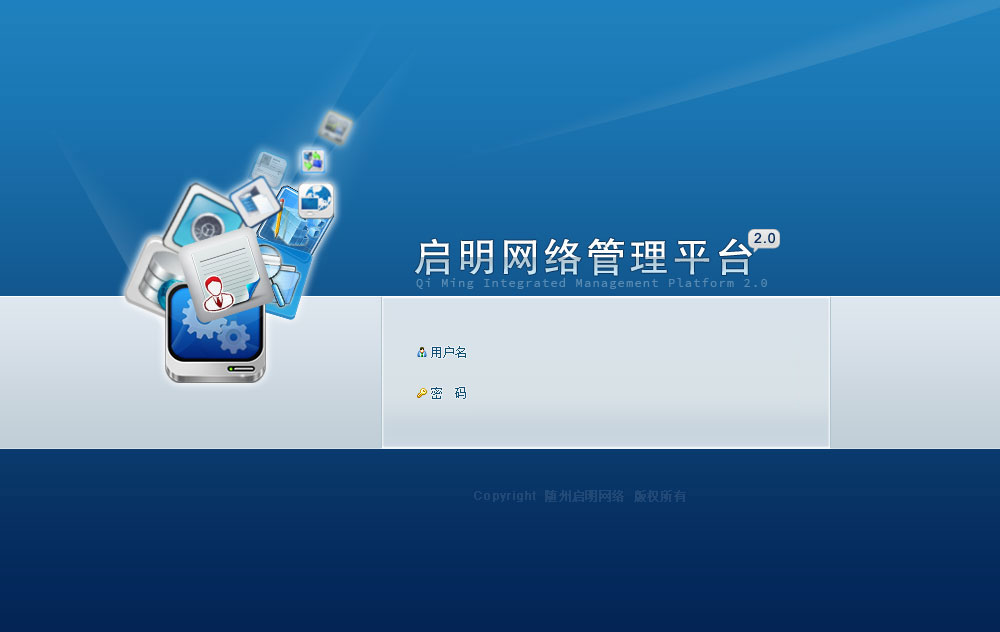 启明网络管理平台 2.0
Qi Ming Integrated Management Platform 2.0
用户名
密 码
Copyright 随州启明网络 版权所有